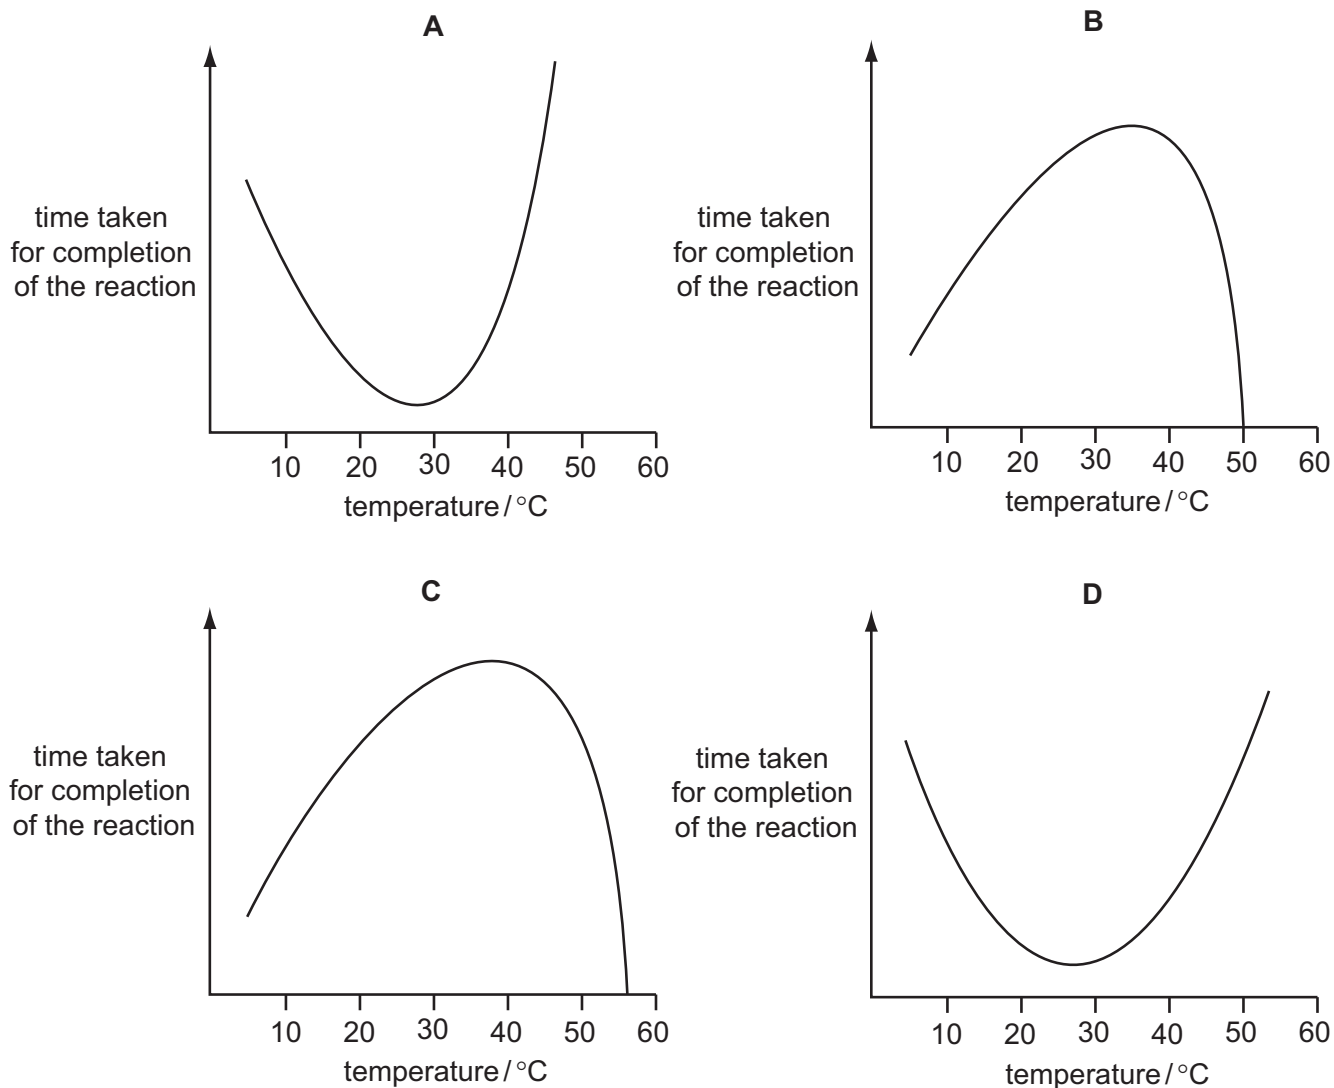 A
time taken
for completion
of the reaction
10 20 30 40 50 60
temperature / °C
B
time taken
for completion
of the reaction
10 20 30 40 50 60
temperature / °C
C
time taken
for completion
of the reaction
10 20 30 40 50 60
temperature / °C
D
time taken
for completion
of the reaction
10 20 30 40 50 60
temperature / °C